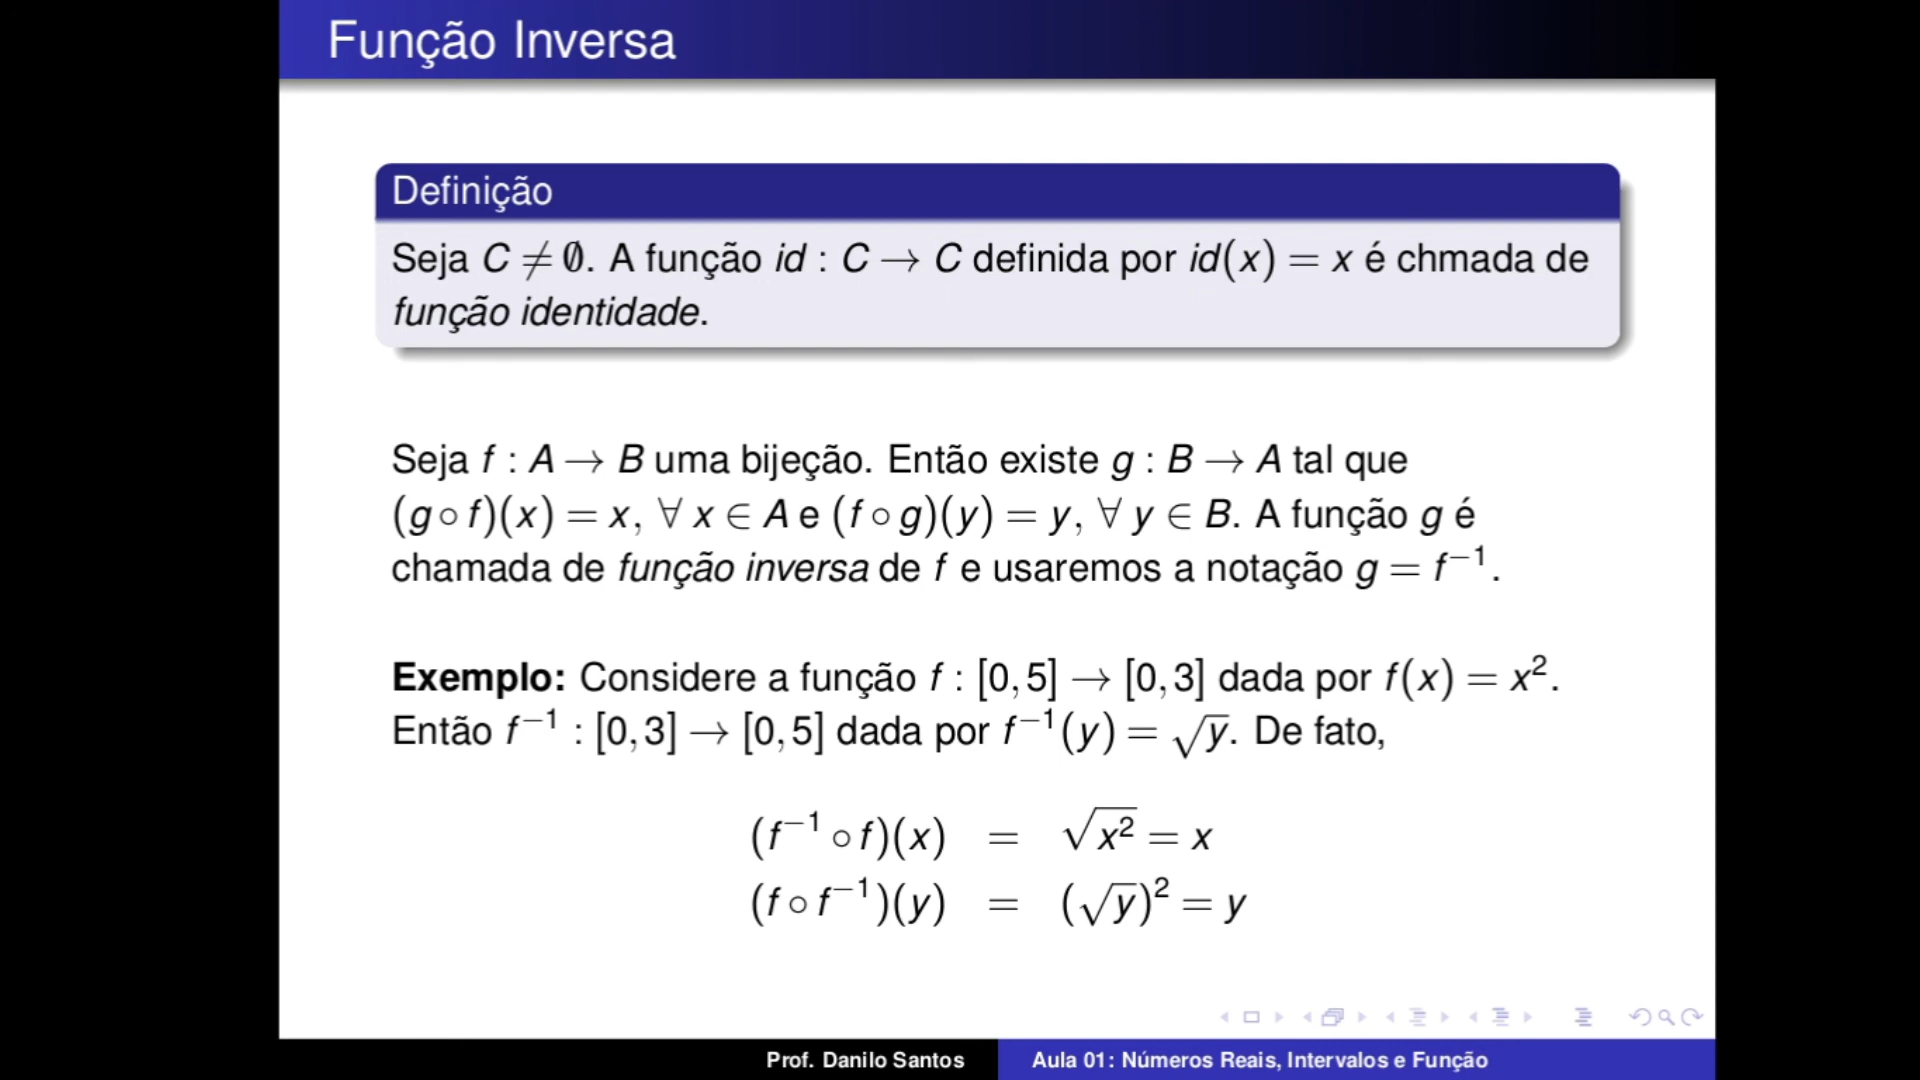 Função Inversa
Definição
Seja C ≠ ∅. A função id : C → C definida por id(x) = x é chmada de
função identidade.
Seja f : A → B uma bijeção. Então existe g : B → A tal que
(g ∘ f)(x) = x, ∀ x ∈ A e (f ∘ g)(y) = y, ∀ y ∈ B. A função g é
chamada de função inversa de f e usaremos a notação g = f⁻¹.
Exemplo: Considere a função f : [0, 5] → [0, 3] dada por f(x) = x².
Então f⁻¹ : [0, 3] → [0, 5] dada por f⁻¹(y) = √y. De fato,
(f⁻¹ ∘ f)(x) = √x² = x
(f ∘ f⁻¹)(y) = (√y)² = y
Prof. Danilo Santos
Aula 01: Números Reais, Intervalos e Função